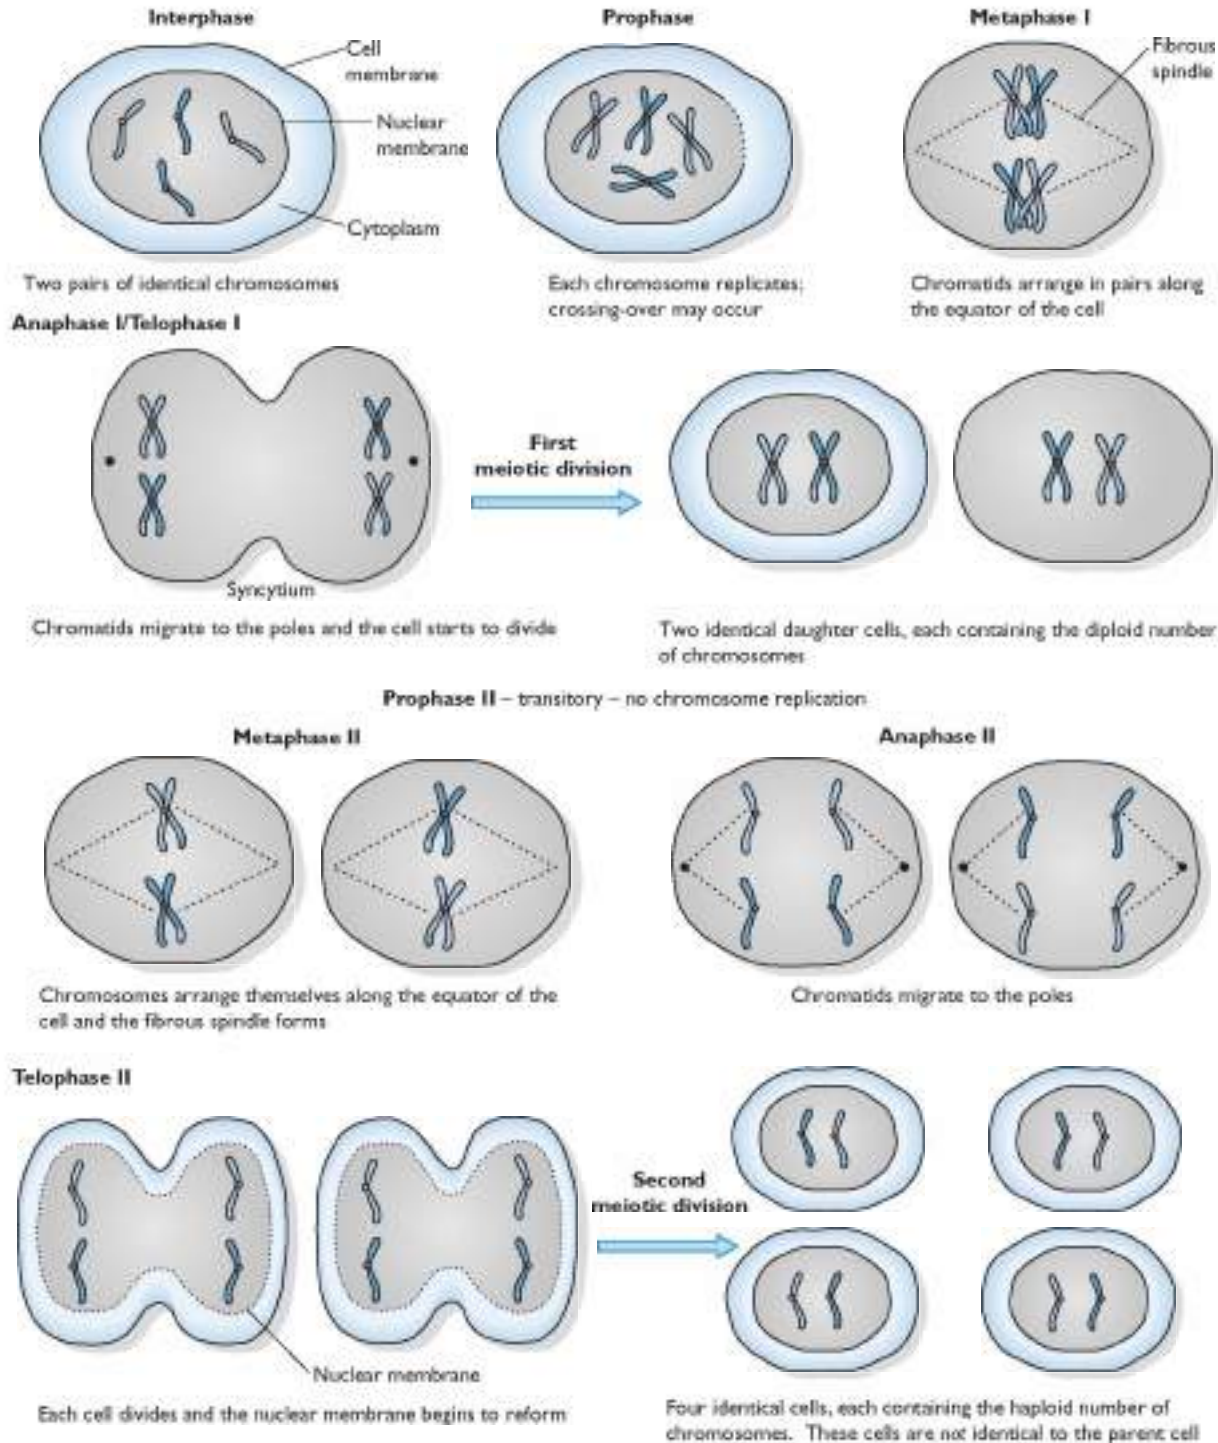 Interphase
Prophase
Metaphase I
Cell
membrane
Nuclear
membrane
Cytoplasm
Fibrous
spindle
Two pairs of identical chromosomes
Each chromosome replicates;
crossing-over may occur
Chromatids arrange in pairs along
the equator of the cell
Anaphase I/Telophase I
First
meiotic division
Syncytium
Chromatids migrate to the poles and the cell starts to divide
Two identical daughter cells, each containing the diploid number
of chromosomes
Prophase II – transitory – no chromosome replication
Metaphase II
Anaphase II
Chromosomes arrange themselves along the equator of the
cell and the fibrous spindle forms
Chromatids migrate to the poles
Telophase II
Second
meiotic division
Nuclear membrane
Each cell divides and the nuclear membrane begins to reform
Four identical cells, each containing the haploid number of
chromosomes. These cells are not identical to the parent cell